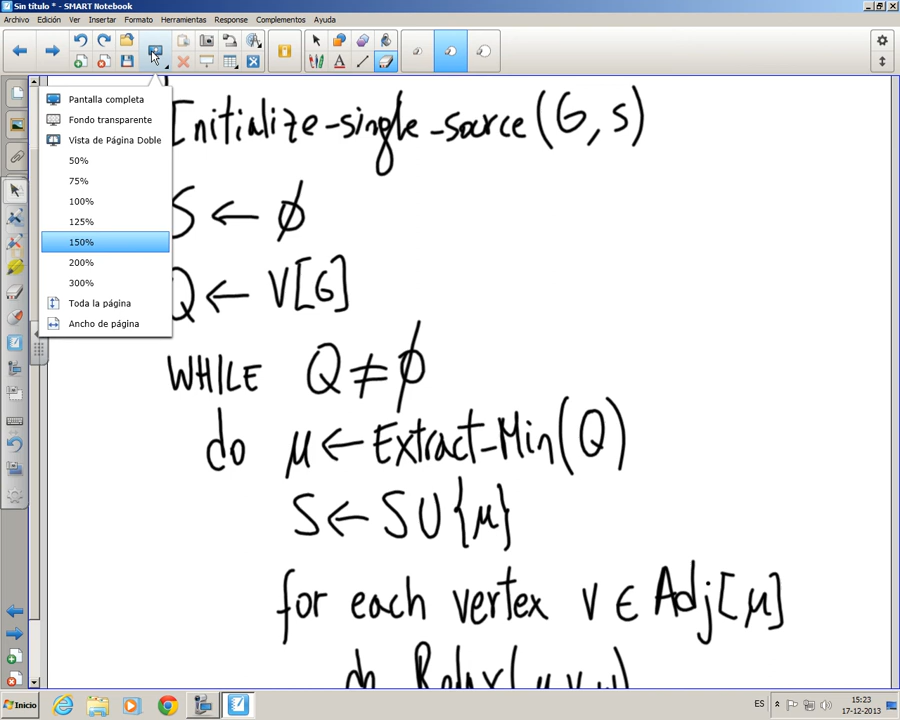 Sin título * - SMART Notebook
Archivo Edición Ver Insertar Formato Herramientas Response Complementos Ayuda
Pantalla completa
Fondo transparente
Vista de Página Doble
50%
75%
100%
125%
150%
200%
300%
Toda la página
Ancho de página
Initialize-single-source(G, s)
S ← ∅
Q ← V[G]
WHILE Q ≠ ∅
do μ ← Extract-Min(Q)
S ← S ∪ {μ}
for each vertex v ∈ Adj[μ]
do Relax(μ, v, w)
Inicio
ES
15:23
17-12-2013